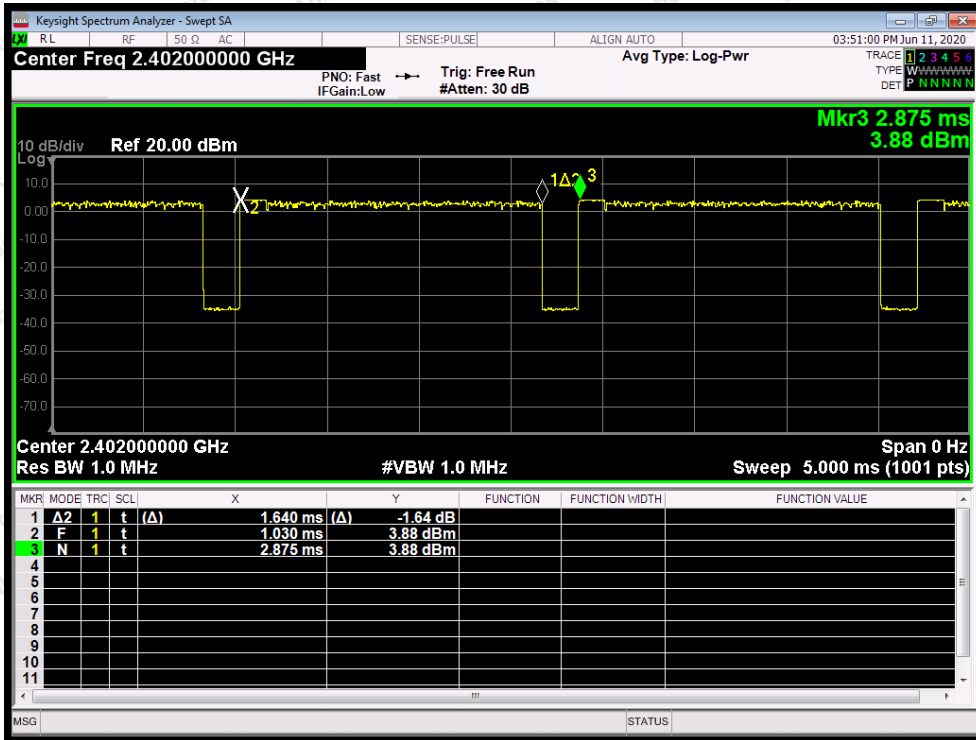 Keysight Spectrum Analyzer - Swept SA
LXI RL RF 50 Ω AC SENSE:PULSE ALIGN AUTO 03:51:00 PM Jun 11, 2020
Center Freq 2.402000000 GHz
PNO: Fast
IFGain:Low
Trig: Free Run
#Atten: 30 dB
Avg Type: Log-Pwr
TRACE 1 2 3 4 5 6
TYPE WWWWWW
DET P N N N N N
Mkr3 2.875 ms
3.88 dBm
10 dB/div Ref 20.00 dBm
Log
10.0
0.00
-10.0
-20.0
-30.0
-40.0
-50.0
-60.0
-70.0
X2
1Δ2
3
Center 2.402000000 GHz Span 0 Hz
Res BW 1.0 MHz #VBW 1.0 MHz Sweep 5.000 ms (1001 pts)
MKR MODE TRC SCL X Y FUNCTION FUNCTION WIDTH FUNCTION VALUE
1 Δ2 1 t (Δ) 1.640 ms (Δ) -1.64 dB
2 F 1 t 1.030 ms 3.88 dBm
3 N 1 t 2.875 ms 3.88 dBm
4
5
6
7
8
9
10
11
MSG STATUS